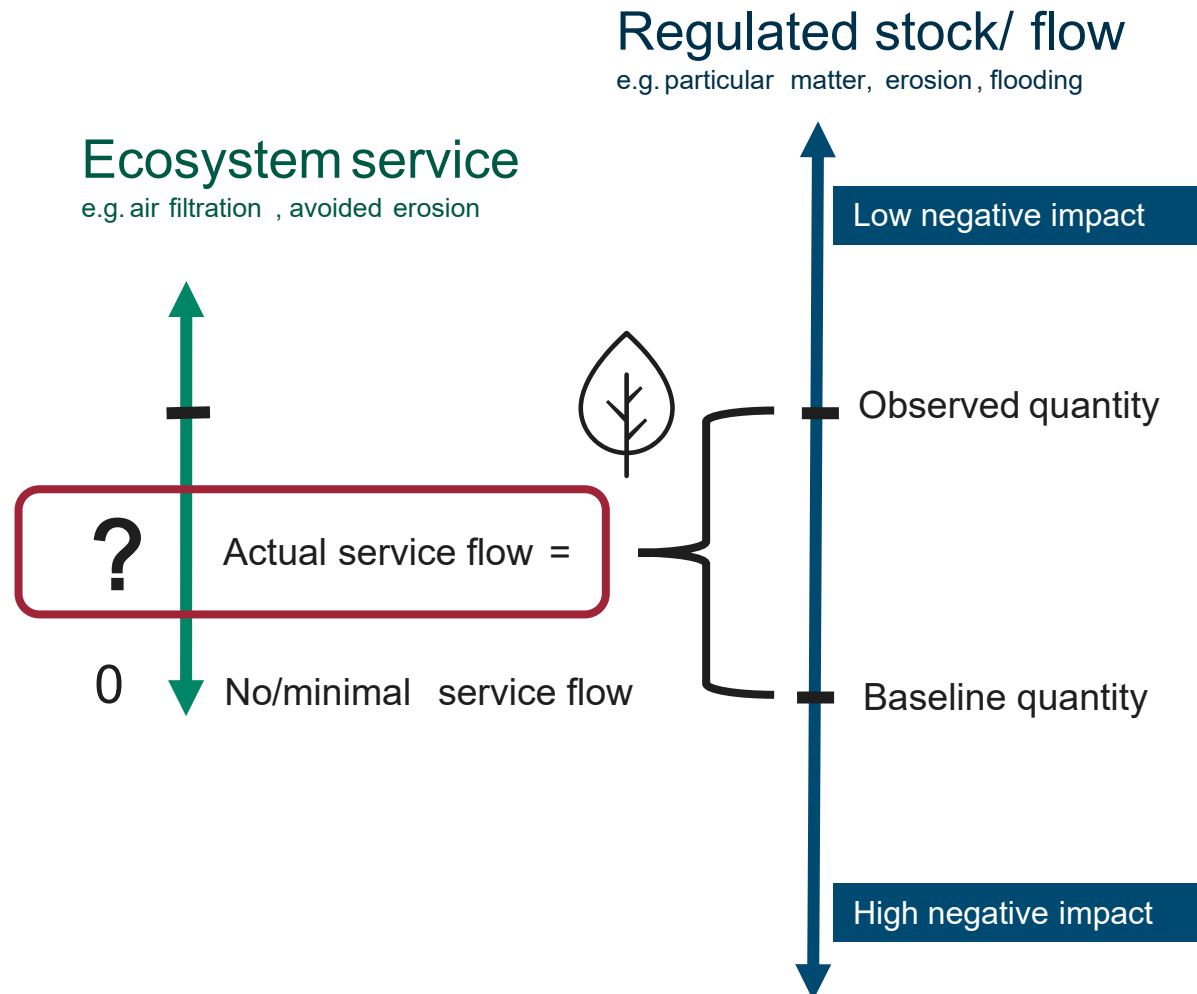 Regulated stock/ flow
e.g. particular matter, erosion, flooding
Ecosystem service
e.g. air filtration , avoided erosion
Low negative impact
Observed quantity
? Actual service flow =
0 No/minimal service flow
Baseline quantity
High negative impact